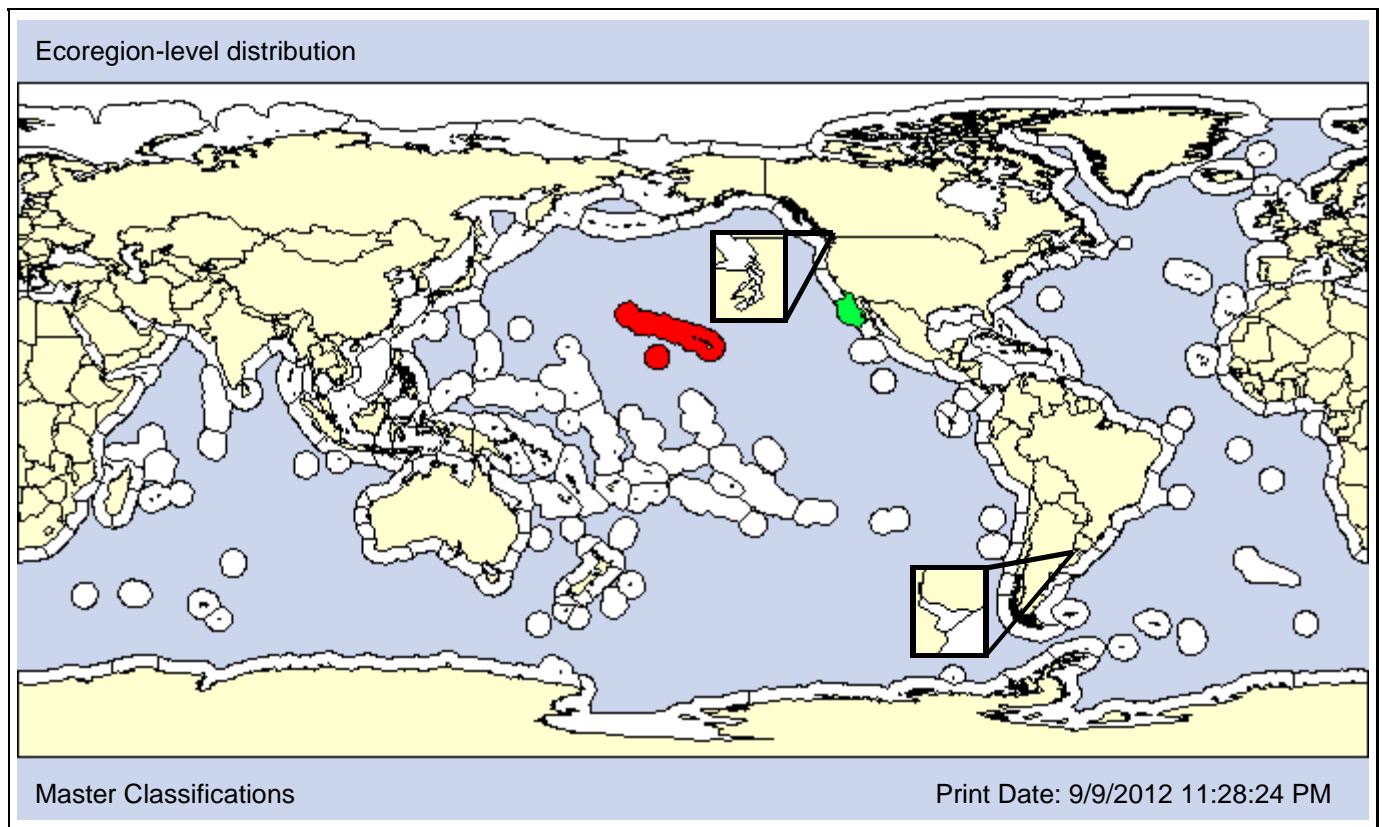 Ecoregion-level distribution
Master Classifications
Print Date: 9/9/2012 11:28:24 PM